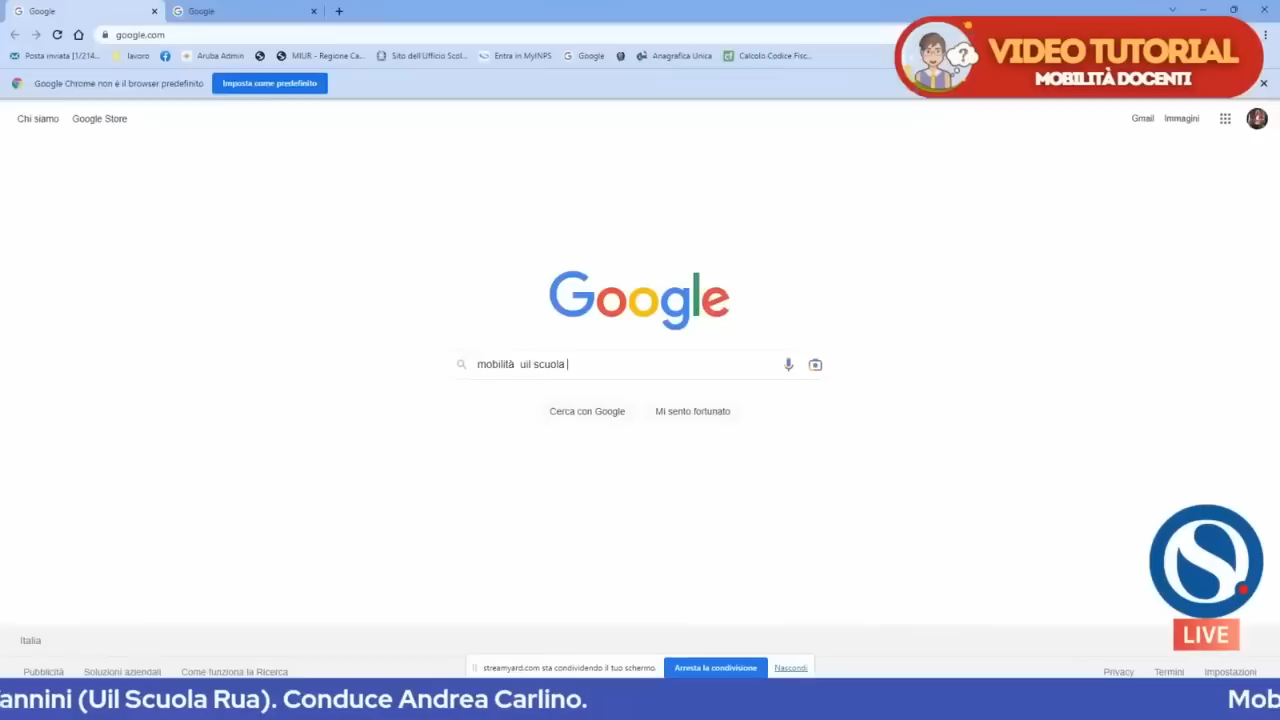 Google
Google
google.com
Posta inviata [1/214...
lavoro
Aruba Admin
MIUR - Regione Ca...
Sito dell'Ufficio Scol...
Entra in MyINPS
Google
Anagrafica Unica
Calcolo Codice Fisc...
VIDEO TUTORIAL
MOBILITÀ DOCENTI
Google Chrome non è il browser predefinito
Imposta come predefinito
Chi siamo
Google Store
Gmail
Immagini
Google
mobilità uil scuola
Cerca con Google
Mi sento fortunato
S
LIVE
Italia
Pubblicità
Soluzioni aziendali
Come funziona la Ricerca
streamyard.com sta condividendo il tuo schermo.
Arresta la condivisione
Nascondi
Privacy
Termini
Impostazioni
annini (Uil Scuola Rua). Conduce Andrea Carlino.
Mob